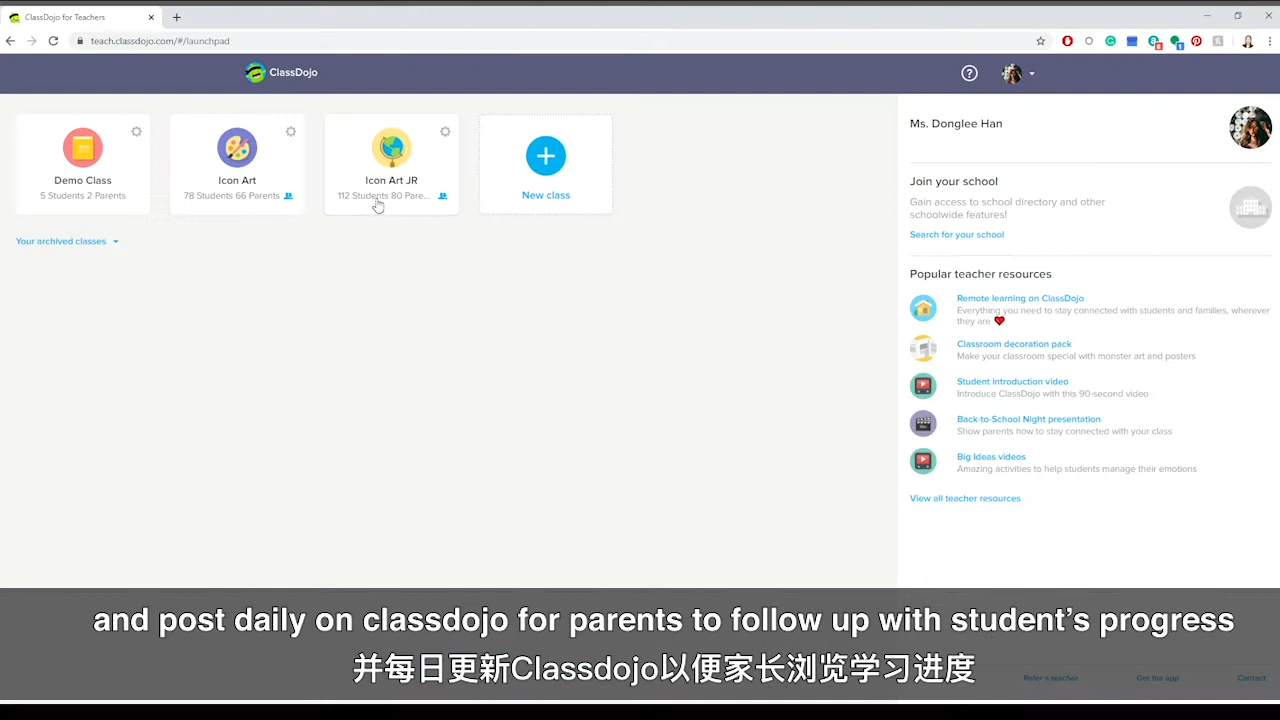 ClassDojo for Teachers
teach.classdojo.com/#/launchpad
ClassDojo
Demo Class
5 Students 2 Parents
Icon Art
78 Students 66 Parents
Icon Art JR
112 Students 80 Pare...
New class
Your archived classes
Ms. Donglee Han
Join your school
Gain access to school directory and other
schoolwide features!
Search for your school
Popular teacher resources
Remote learning on ClassDojo
Everything you need to stay connected with students and families, wherever
they are
Classroom decoration pack
Make your classroom special with monster art and posters
Student introduction video
Introduce ClassDojo with this 90-second video
Back-to-School Night presentation
Show parents how to stay connected with your class
Big Ideas videos
Amazing activities to help students manage their emotions
View all teacher resources
and post daily on classdojo for parents to follow up with student’s progress
并每日更新Classdojo以便家长浏览学习进度
Refer a teacher
Get the app
Contact